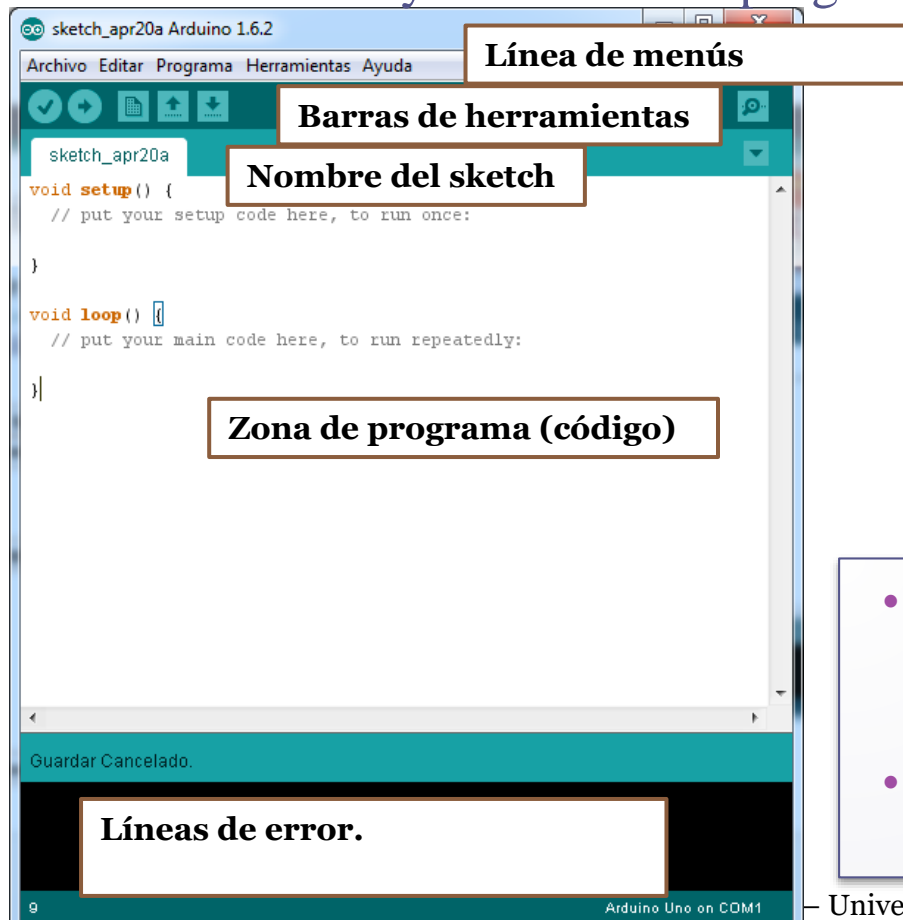 sketch_apr20a Arduino 1.6.2
Línea de menús
Archivo Editar Programa Herramientas Ayuda
Barras de herramientas
sketch_apr20a
Nombre del sketch
void setup() {
// put your setup code here, to run once:
}
void loop() {
// put your main code here, to run repeatedly:
}
Zona de programa (código)
Guardar Cancelado.
Líneas de error.
9
Arduino Uno on COM1